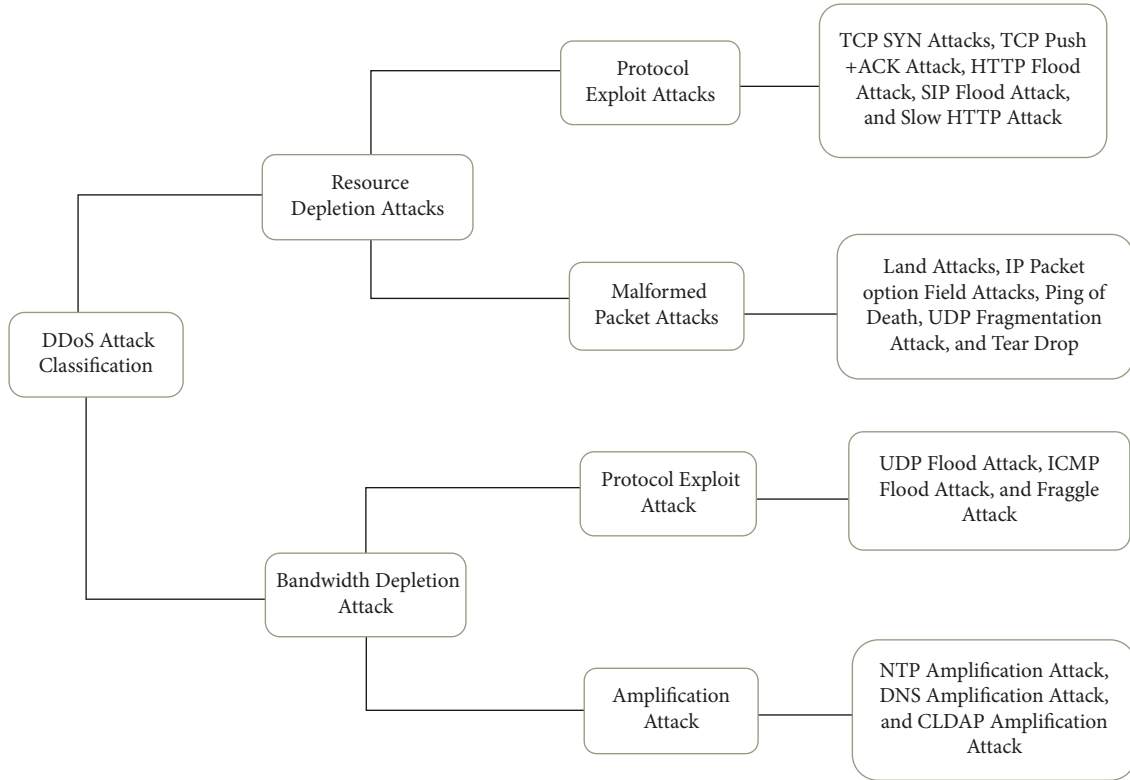 DDoS Attack
Classification
Resource
Depletion Attacks
Protocol
Exploit Attacks
TCP SYN Attacks, TCP Push
+ACK Attack, HTTP Flood
Attack, SIP Flood Attack,
and Slow HTTP Attack
Malformed
Packet Attacks
Land Attacks, IP Packet
option Field Attacks, Ping of
Death, UDP Fragmentation
Attack, and Tear Drop
Bandwidth Depletion
Attack
Protocol Exploit
Attack
UDP Flood Attack, ICMP
Flood Attack, and Fraggle
Attack
Amplification
Attack
NTP Amplification Attack,
DNS Amplification Attack,
and CLDAP Amplification
Attack